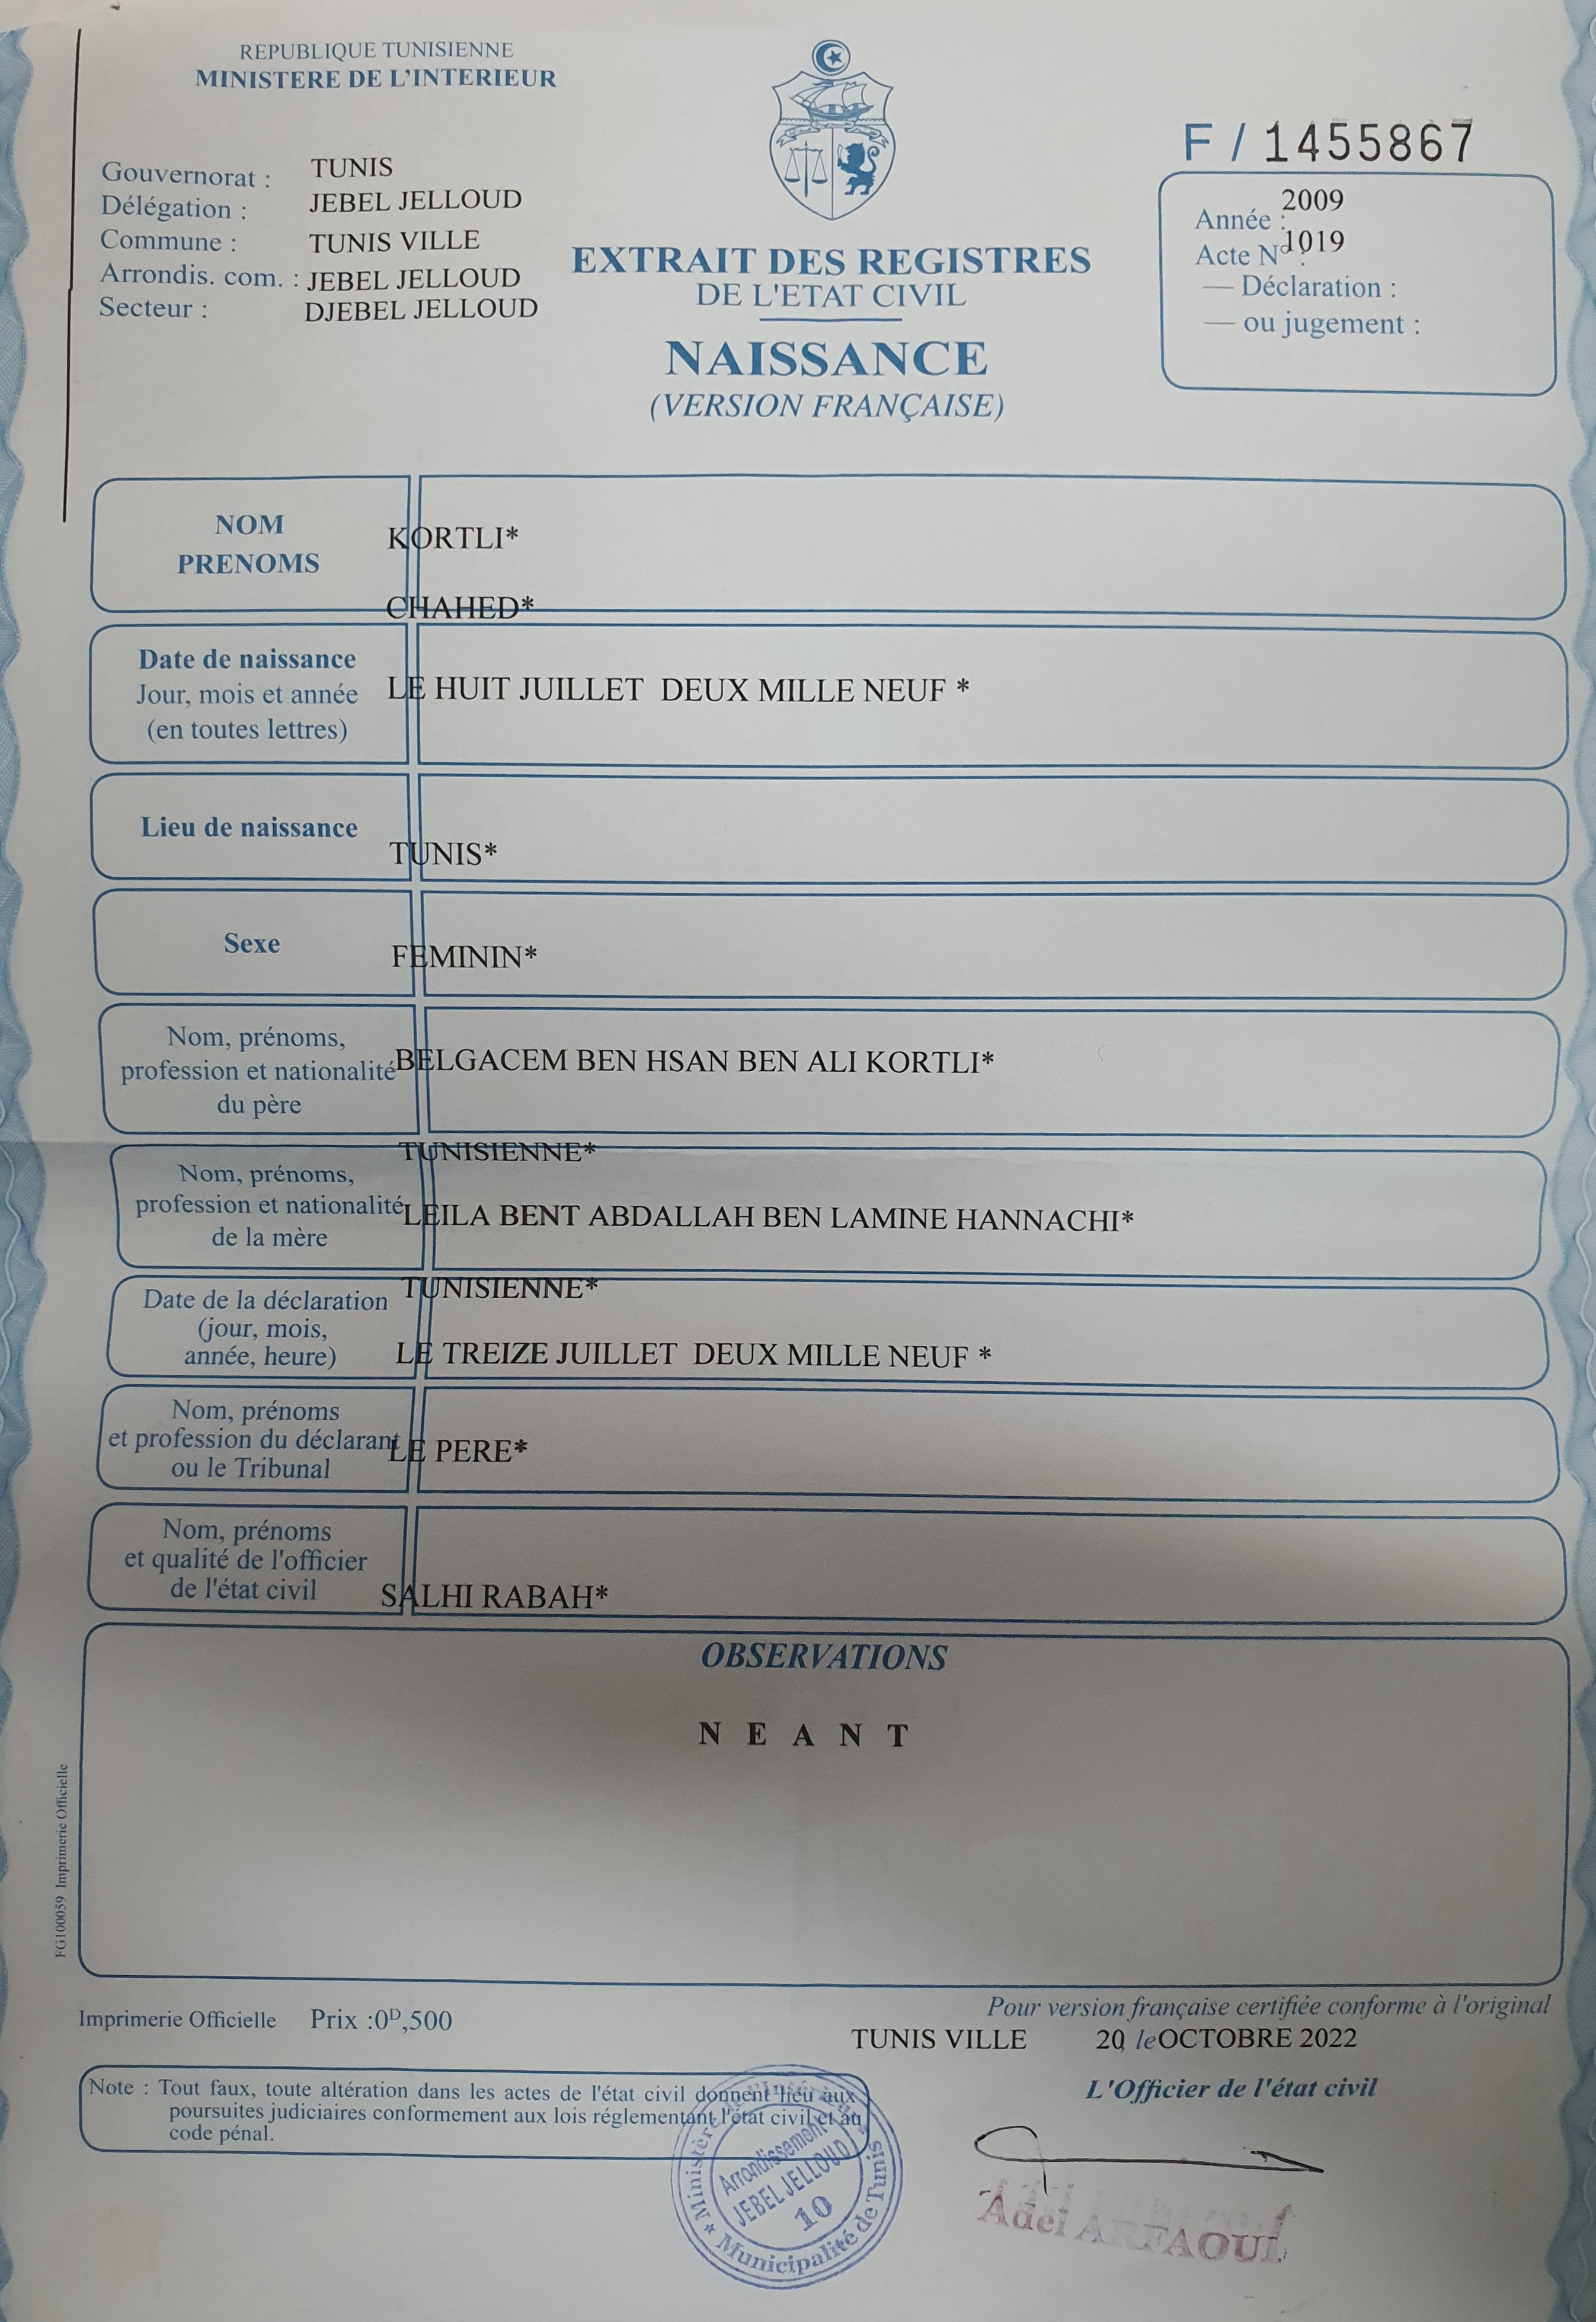 REPUBLIQUE TUNISIENNE
MINISTERE DE L'INTERIEUR
Gouvernorat : TUNIS
Délégation : JEBEL JELLOUD
Commune : TUNIS VILLE
Arrondis. com. : JEBEL JELLOUD
Secteur : DJEBEL JELLOUD
EXTRAIT DES REGISTRES
DE L'ETAT CIVIL
NAISSANCE
(VERSION FRANÇAISE)
F / 1455867
Année : 2009
Acte N° : 1019
— Déclaration :
— ou jugement :
NOM
PRENOMS
KORTLI*
CHAHED*
Date de naissance
Jour, mois et année
(en toutes lettres)
LE HUIT JUILLET DEUX MILLE NEUF *
Lieu de naissance
TUNIS*
Sexe
FEMININ*
Nom, prénoms,
profession et nationalité
du père
BELGACEM BEN HSAN BEN ALI KORTLI*
TUNISIENNE*
Nom, prénoms,
profession et nationalité
de la mère
LEILA BENT ABDALLAH BEN LAMINE HANNACHI*
TUNISIENNE*
Date de la déclaration
(jour, mois,
année, heure)
LE TREIZE JUILLET DEUX MILLE NEUF *
Nom, prénoms
et profession du déclarant
ou le Tribunal
LE PERE*
Nom, prénoms
et qualité de l'officier
de l'état civil
SALHI RABAH*
OBSERVATIONS
N E A N T
FG100059 Imprimerie Officielle
Imprimerie Officielle Prix :0D,500
Pour version française certifiée conforme à l'original
TUNIS VILLE 20, le OCTOBRE 2022
L'Officier de l'état civil
Note : Tout faux, toute altération dans les actes de l'état civil donnent lieu aux
poursuites judiciaires conformement aux lois réglementant l'état civil et au
code pénal.
Ministère de l'Intérieur
Arrondissement
JEBEL JELLOUD
10
Municipalité de Tunis
Adel ARFAOUI